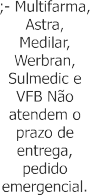 ;- Multifarma,
Astra,
Medilar,
Werbran,
Sulmedic e
VFB Não
atendem o
prazo de
entrega,
pedido
emergencial.